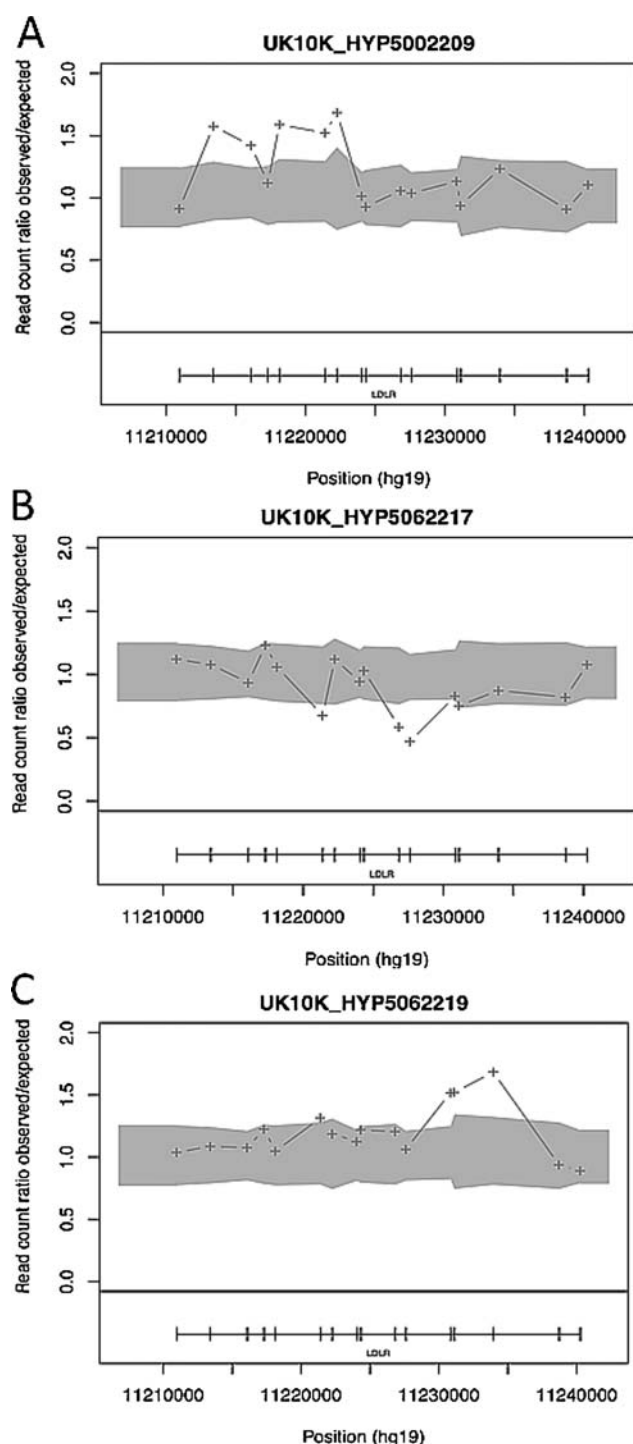 A
UK10K_HYP5002209
Read count ratio observed/expected
2.0
1.5
1.0
0.5
0.0
LDLR
11210000 11220000 11230000 11240000
Position (hg19)
B
UK10K_HYP5062217
Read count ratio observed/expected
2.0
1.5
1.0
0.5
0.0
LDLR
11210000 11220000 11230000 11240000
Position (hg19)
C
UK10K_HYP5062219
Read count ratio observed/expected
2.0
1.5
1.0
0.5
0.0
LDLR
11210000 11220000 11230000 11240000
Position (hg19)